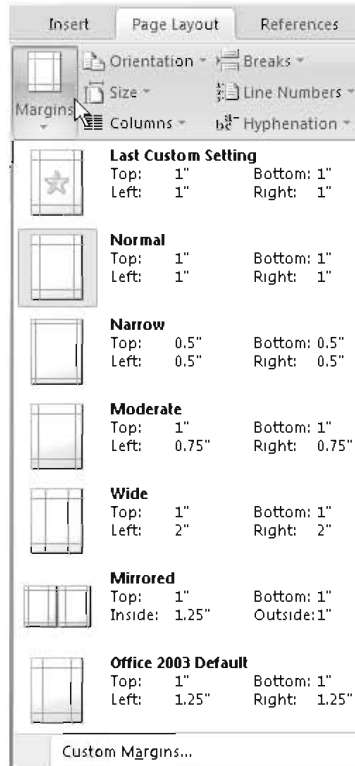 Insert Page Layout References
Orientation Breaks
Size Line Numbers
Margins
Columns Hyphenation
Last Custom Setting
Top: 1" Bottom: 1"
Left: 1" Right: 1"
Normal
Top: 1" Bottom: 1"
Left: 1" Right: 1"
Narrow
Top: 0.5" Bottom: 0.5"
Left: 0.5" Right: 0.5"
Moderate
Top: 1" Bottom: 1"
Left: 0.75" Right: 0.75"
Wide
Top: 1" Bottom: 1"
Left: 2" Right: 2"
Mirrored
Top: 1" Bottom: 1"
Inside: 1.25" Outside: 1"
Office 2003 Default
Top: 1" Bottom: 1"
Left: 1.25" Right: 1.25"
Custom Margins...